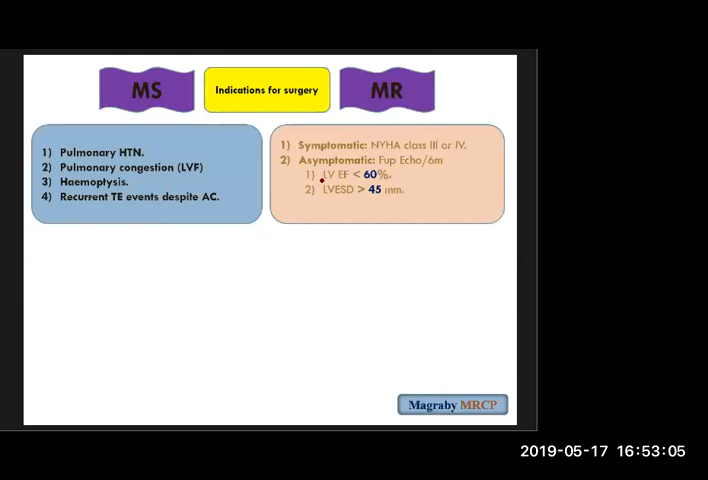 MS
Indications for surgery
MR
1) Pulmonary HTN.
2) Pulmonary congestion (LVF)
3) Haemoptysis.
4) Recurrent TE events despite AC.
1) Symptomatic: NYHA class III or IV.
2) Asymptomatic: Fup Echo/6m
1) LV EF < 60%.
2) LVESD > 45 mm.
Magraby MRCP
2019-05-17 16:53:05